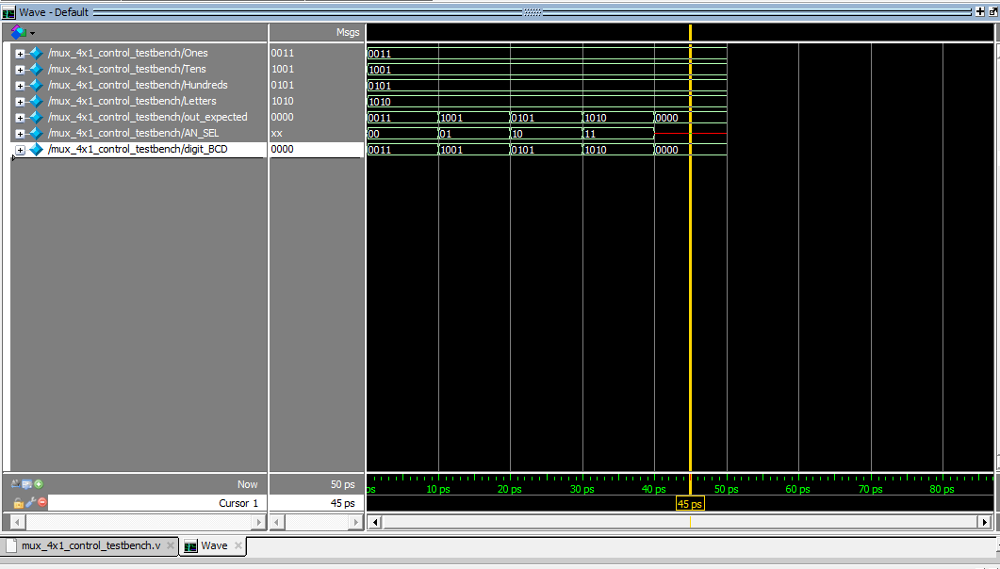 Wave - Default
Msgs
/mux_4x1_control_testbench/Ones 0011 0011
/mux_4x1_control_testbench/Tens 1001 1001
/mux_4x1_control_testbench/Hundreds 0101 0101
/mux_4x1_control_testbench/Letters 1010 1010
/mux_4x1_control_testbench/out_expected 0000 0011 1001 0101 1010 0000
/mux_4x1_control_testbench/AN_SEL xx 00 01 10 11
/mux_4x1_control_testbench/digit_BCD 0000 0011 1001 0101 1010 0000
Now 50 ps ps 10 ps 20 ps 30 ps 40 ps 50 ps 60 ps 70 ps 80 ps
Cursor 1 45 ps 45 ps
mux_4x1_control_testbench.v Wave